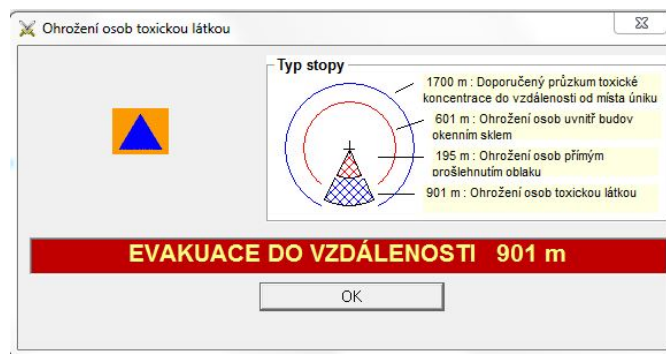 Ohrožení osob toxickou látkou
Typ stopy
1700 m : Doporučený průzkum toxické
koncentrace do vzdálenosti od místa úniku
601 m : Ohrožení osob uvnitř budov
okenním sklem
195 m : Ohrožení osob přímým
prošlehnutím oblaku
901 m : Ohrožení osob toxickou látkou
EVAKUACE DO VZDÁLENOSTI 901 m
OK